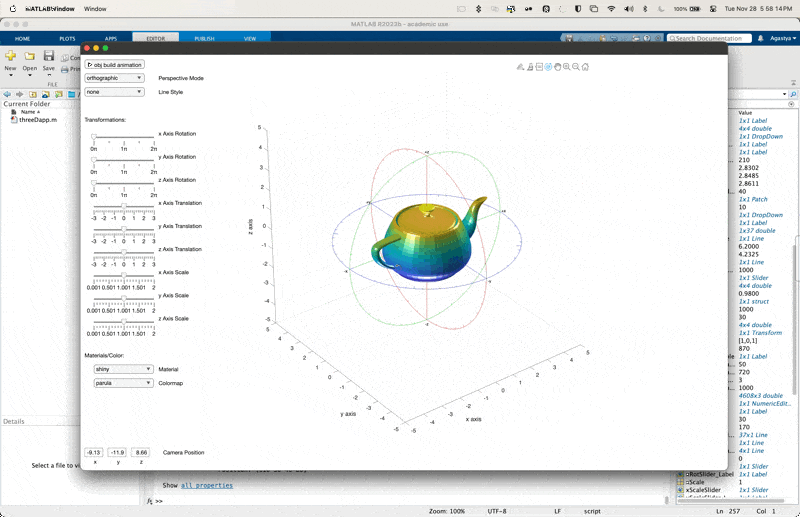 MATLABWindow Window
100% Tue Nov 28 5 58 14 PM
MATLAB R2023b - academic use
HOME PLOTS APPS EDITOR PUBLISH VIEW
Search Documentation Agastya
New Open Save
FILE
Current Folder
Name
threeDapp.m
Details
Select a file to vi
obj build animation
orthographic Perspective Mode
none Line Style
Transformations:
x Axis Rotation
0π 1π 2π
y Axis Rotation
0π 1π 2π
z Axis Rotation
0π 1π 2π
x Axis Translation
-3 -2 -1 0 1 2 3
y Axis Translation
-3 -2 -1 0 1 2 3
z Axis Translation
-3 -2 -1 0 1 2 3
x Axis Scale
0.001 0.501 1.001 1.501 2
y Axis Scale
0.001 0.501 1.001 1.501 2
z Axis Scale
0.001 0.501 1.001 1.501 2
Materials/Color:
shiny Material
parula Colormap
-9.13 -11.9 8.66 Camera Position
x y z
z axis
5
4
3
2
1
0
-1
-2
-3
-4
-5
y axis
5 4 3 2 1 0 -1 -2 -3 -4 -5
x axis
-5 -4 -3 -2 -1 0 1 2 3 4 5
Value
1x1 Label
4x4 double
1x1 DropDown
1x1 Label
1x1 Label
210
2.8302
2.8485
2.8611
40
1x1 Patch
10
1x1 DropDown
1x1 Label
1x37 double
1x1 Line
6.2000
4.2325
1x1 Line
1000
1x1 Slider
4x4 double
0.9800
1x1 struct
1000
30
4x4 double
1x1 Transform
[1,0,1]
870
1x1 Label
50
720
3
1000
4608x3 double
1x1 NumericEdit...
1x1 Label
30
170
37x1 Line
1x1 Line
0
1x1 Slider
RotSlider_Label 1x1 Label
Scale 1
xScaleSlider 1x1 Slider
Show all properties
fx >>
Zoom: 100% UTF-8 LF script Ln 257 Col 1